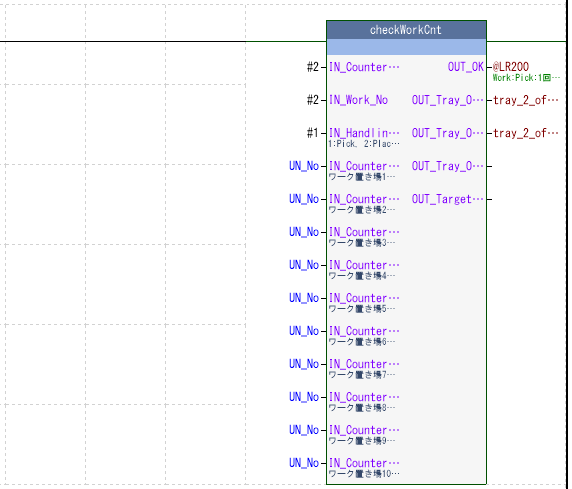 checkWorkCnt
#2 IN_Counter… OUT_OK @LR200
Work:Pick:1回…
#2 IN_Work_No OUT_Tray_O… tray_2_of…
#1 IN_Handlin… OUT_Tray_O… tray_2_of…
1:Pick, 2:Plac…
UN_No IN_Counter… OUT_Tray_O…
ワーク置き場1…
UN_No IN_Counter… OUT_Target…
ワーク置き場2…
UN_No IN_Counter…
ワーク置き場3…
UN_No IN_Counter…
ワーク置き場4…
UN_No IN_Counter…
ワーク置き場5…
UN_No IN_Counter…
ワーク置き場6…
UN_No IN_Counter…
ワーク置き場7…
UN_No IN_Counter…
ワーク置き場8…
UN_No IN_Counter…
ワーク置き場9…
UN_No IN_Counter…
ワーク置き場10…